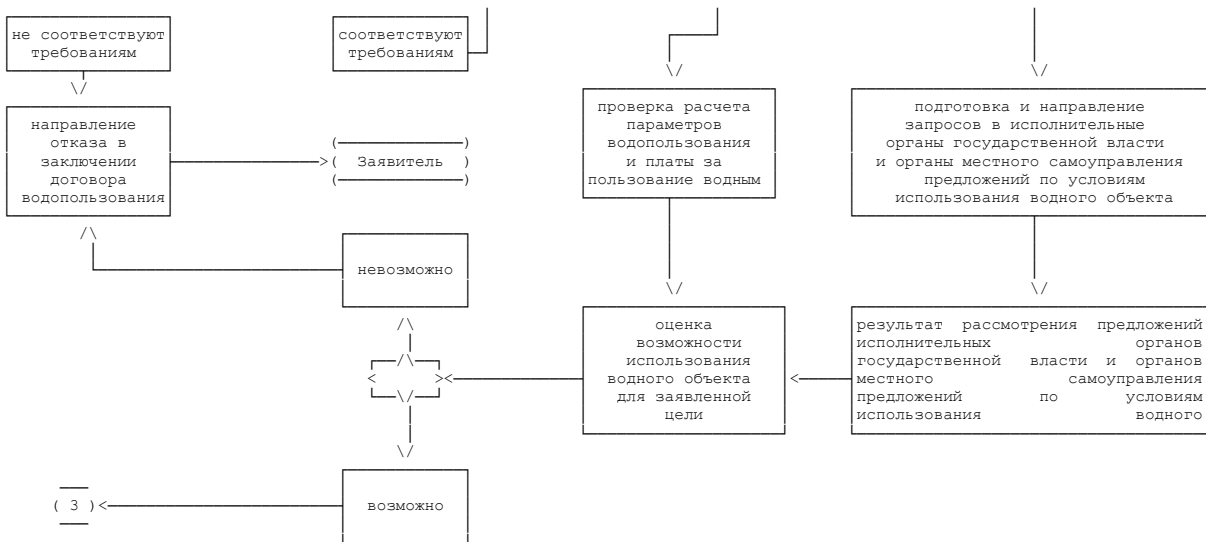 не соответствуют
требованиям
соответствуют
требованиям
направление
отказа в
заключении
договора
водопользования
Заявитель
проверка расчета
параметров
водопользования
и платы за
пользование водным
подготовка и направление
запросов в исполнительные
органы государственной власти
и органы местного самоуправления
предложений по условиям
использования водного объекта
невозможно
оценка
возможности
использования
водного объекта
для заявленной
цели
результат рассмотрения предложений
исполнительных органов
государственной власти и органов
местного самоуправления
предложений по условиям
использования водного
( 3 )
возможно